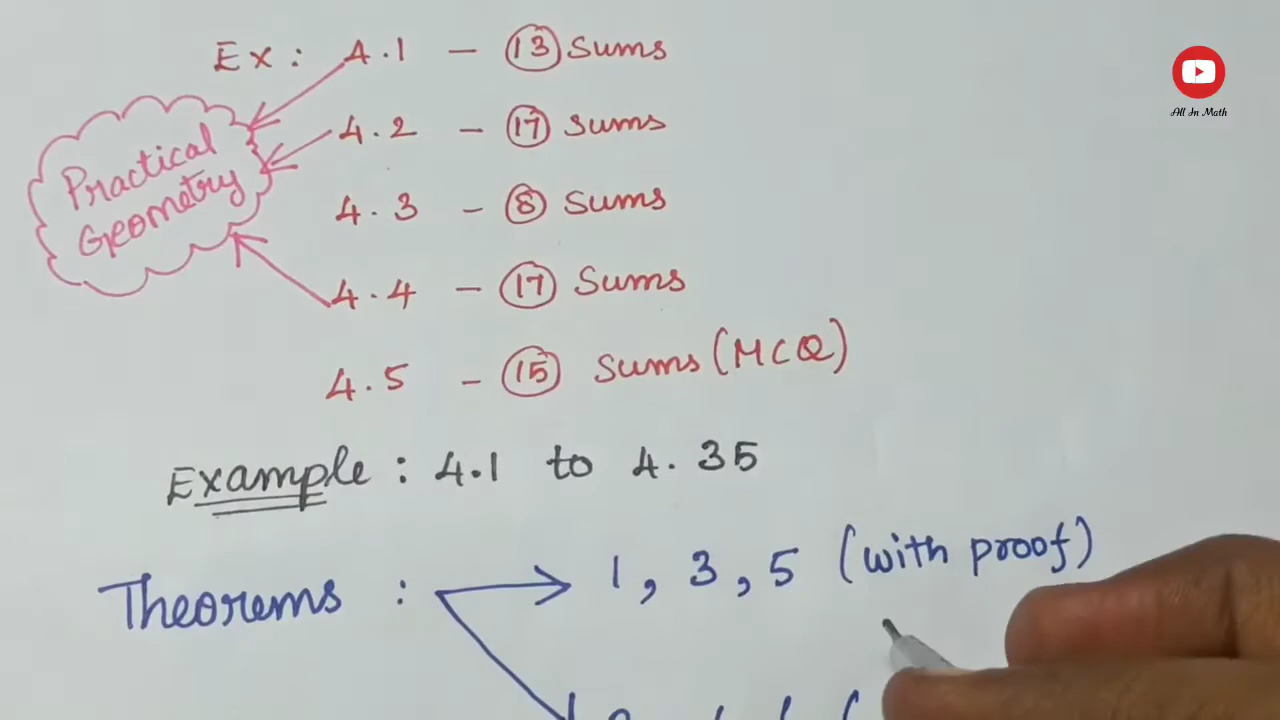 Ex: 4.1 - 13 Sums
4.2 - 17 Sums
Practical
Geometry
4.3 - 8 Sums
4.4 - 17 Sums
4.5 - 15 Sums (MCQ)
Example : 4.1 to 4.35
Theorems : 1, 3, 5 (with proof)
All In Math